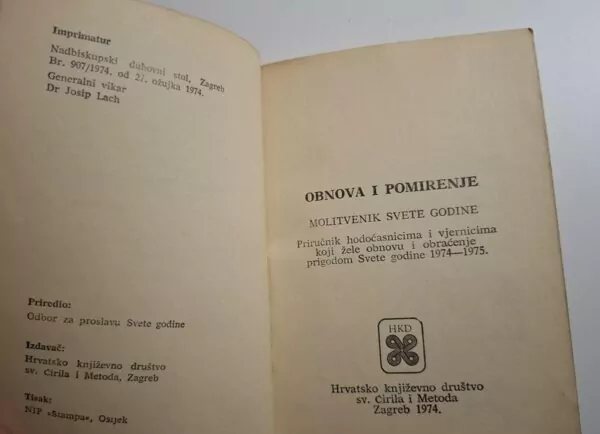 Imprimatur
Nadbiskupski duhovni stol, Zagreb
Br. 907/1974. od 27. ožujka 1974.
Generalni vikar
Dr Josip Lach
Priredio:
Odbor za proslavu Svete godine
Izdavač:
Hrvatsko književno društvo
sv. Ćirila i Metoda, Zagreb
Tisak:
NIP »Štampa«, Osijek
OBNOVA I POMIRENJE
MOLITVENIK SVETE GODINE
Priručnik hodočasnicima i vjernicima
koji žele obnovu i obraćenje
prigodom Svete godine 1974—1975.
HKD
Hrvatsko književno društvo
sv. Ćirila i Metoda
Zagreb 1974.